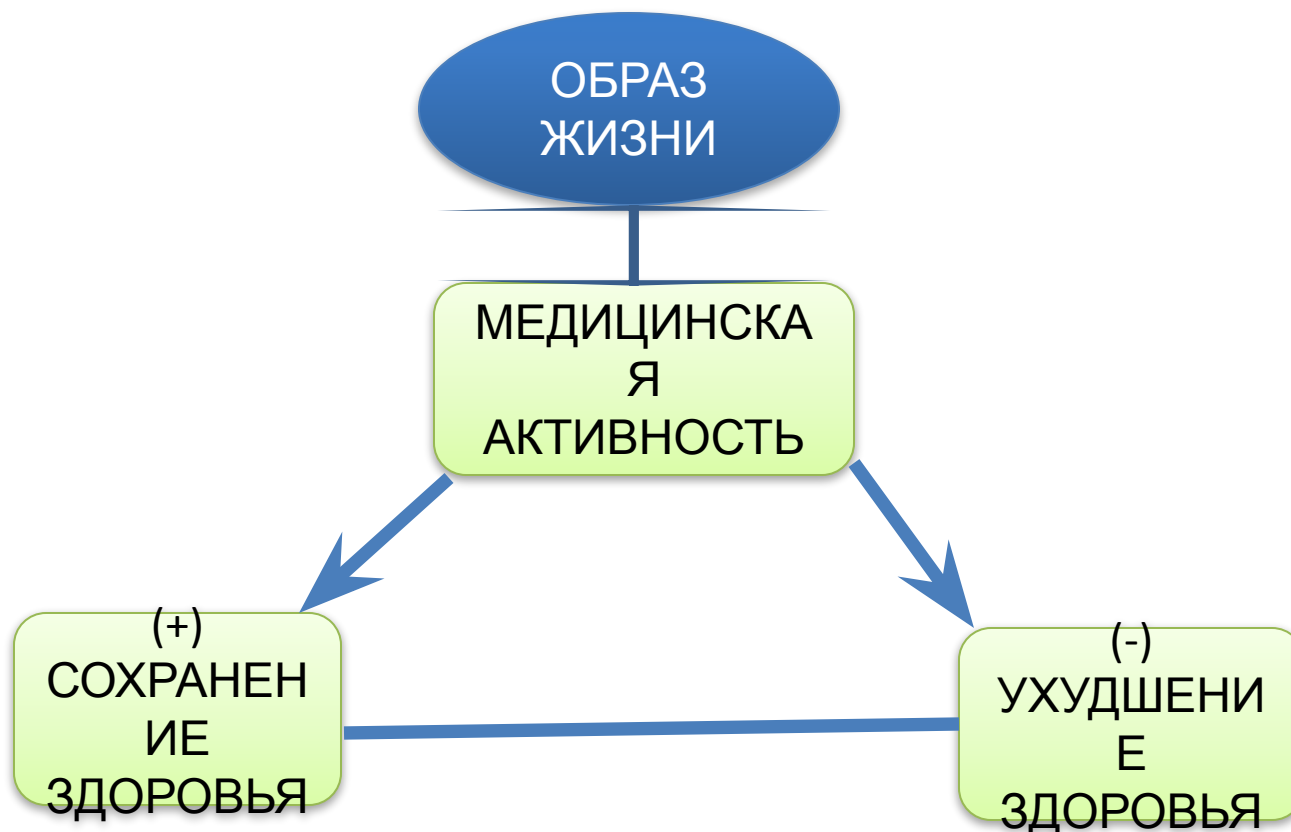 ОБРАЗ
ЖИЗНИ
МЕДИЦИНСКА
Я
АКТИВНОСТЬ
(+)
СОХРАНЕН
ИЕ
ЗДОРОВЬЯ
(-)
УХУДШЕНИ
Е
ЗДОРОВЬЯ